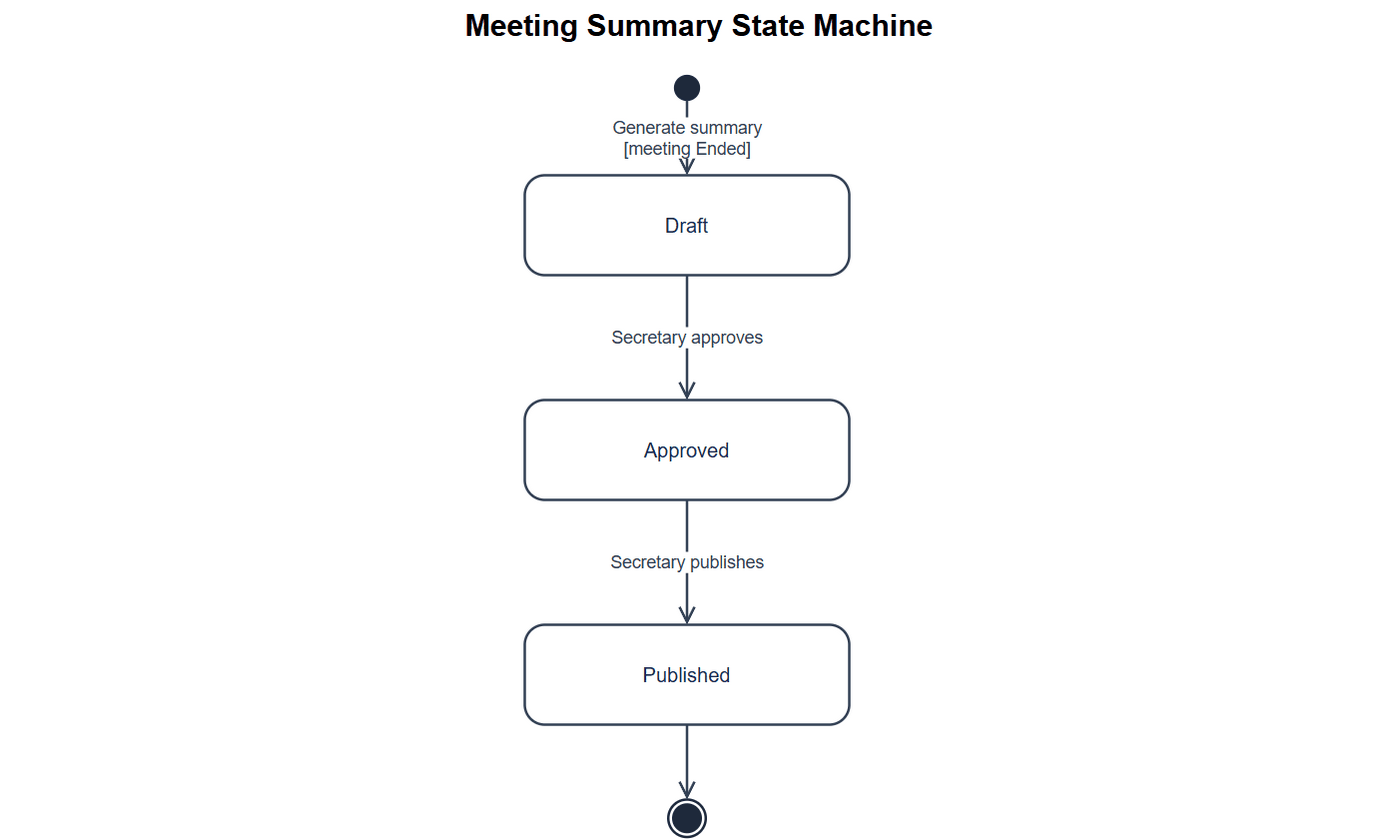 Meeting Summary State Machine
Generate summary
[meeting Ended]
Draft
Secretary approves
Approved
Secretary publishes
Published